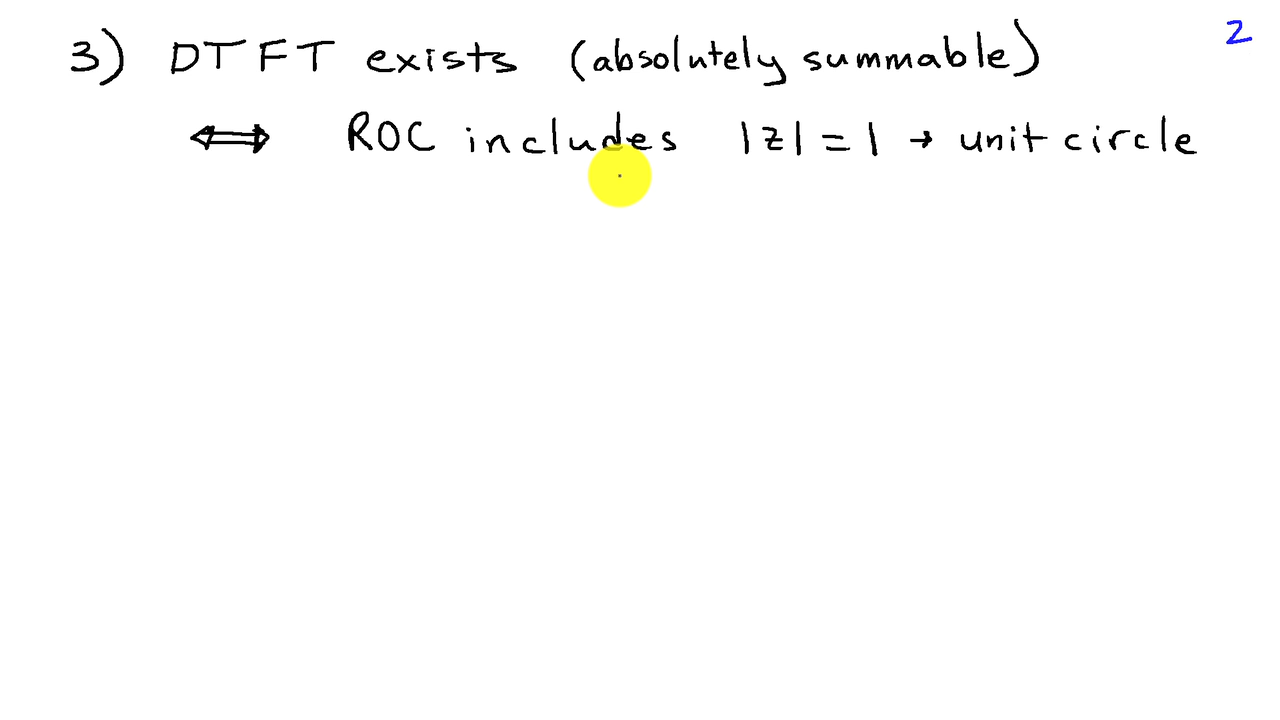 3) DTFT exists (absolutely summable)
2
⟺ ROC includes |z| = 1 → unit circle